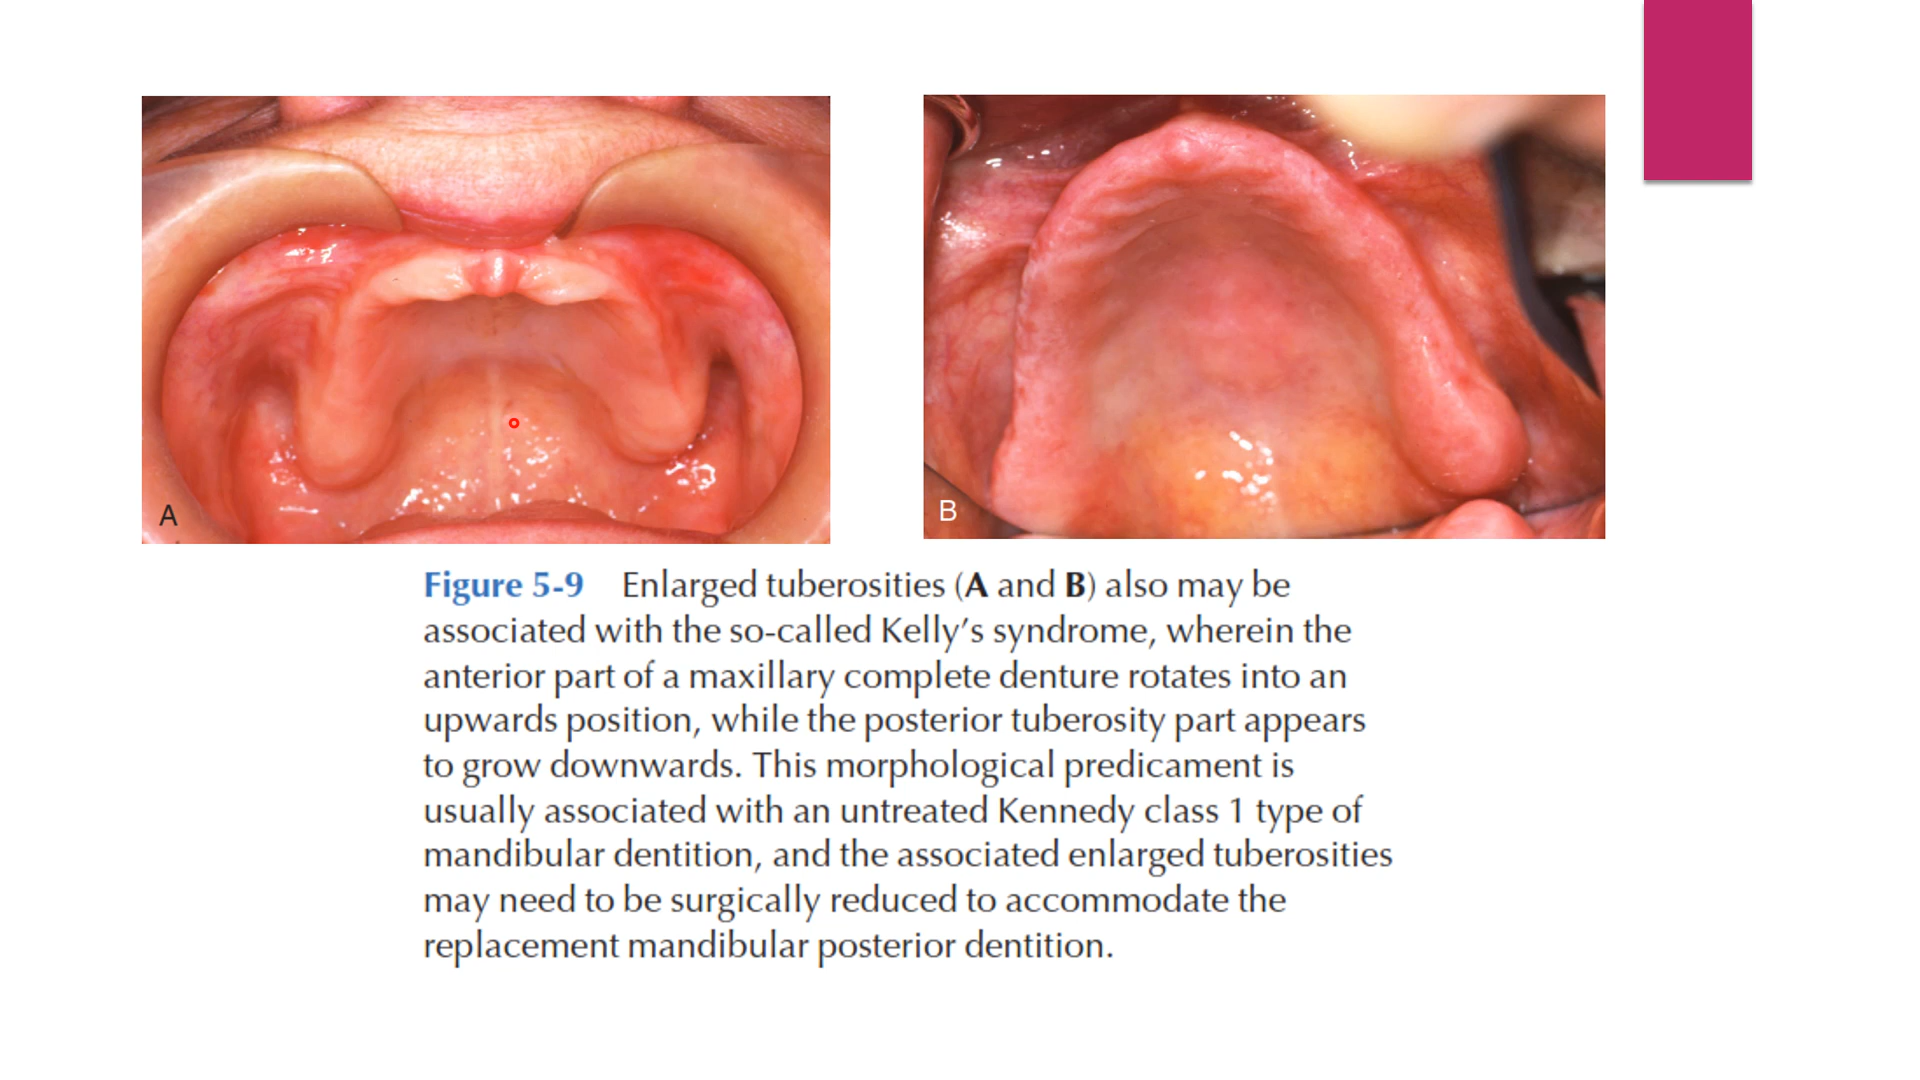 A
B
Figure 5-9 Enlarged tuberosities (A and B) also may be
associated with the so-called Kelly’s syndrome, wherein the
anterior part of a maxillary complete denture rotates into an
upwards position, while the posterior tuberosity part appears
to grow downwards. This morphological predicament is
usually associated with an untreated Kennedy class 1 type of
mandibular dentition, and the associated enlarged tuberosities
may need to be surgically reduced to accommodate the
replacement mandibular posterior dentition.